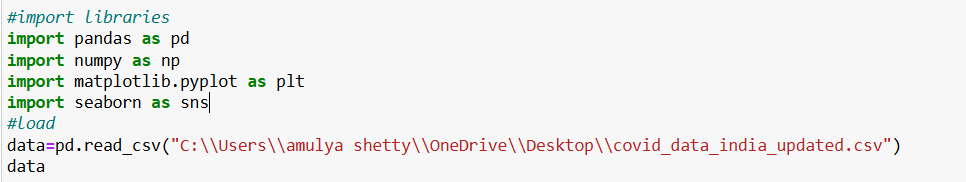 #import libraries
import pandas as pd
import numpy as np
import matplotlib.pyplot as plt
import seaborn as sns
#load
data=pd.read_csv("C:\\Users\\amulya shetty\\OneDrive\\Desktop\\covid_data_india_updated.csv")
data